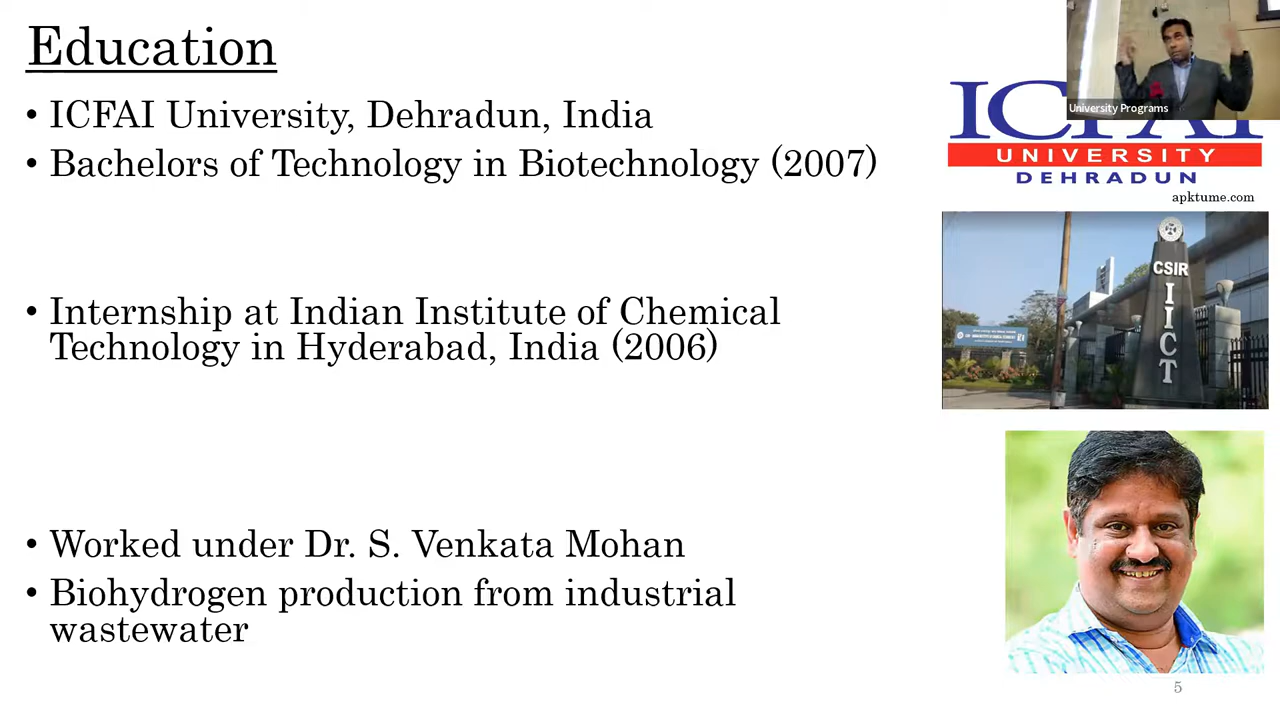 Education
• ICFAI University, Dehradun, India
• Bachelors of Technology in Biotechnology (2007)
• Internship at Indian Institute of Chemical
Technology in Hyderabad, India (2006)
• Worked under Dr. S. Venkata Mohan
• Biohydrogen production from industrial
wastewater
University Programs
ICFAI
UNIVERSITY
DEHRADUN
apktume.com
CSIR
I
I
C
T
5